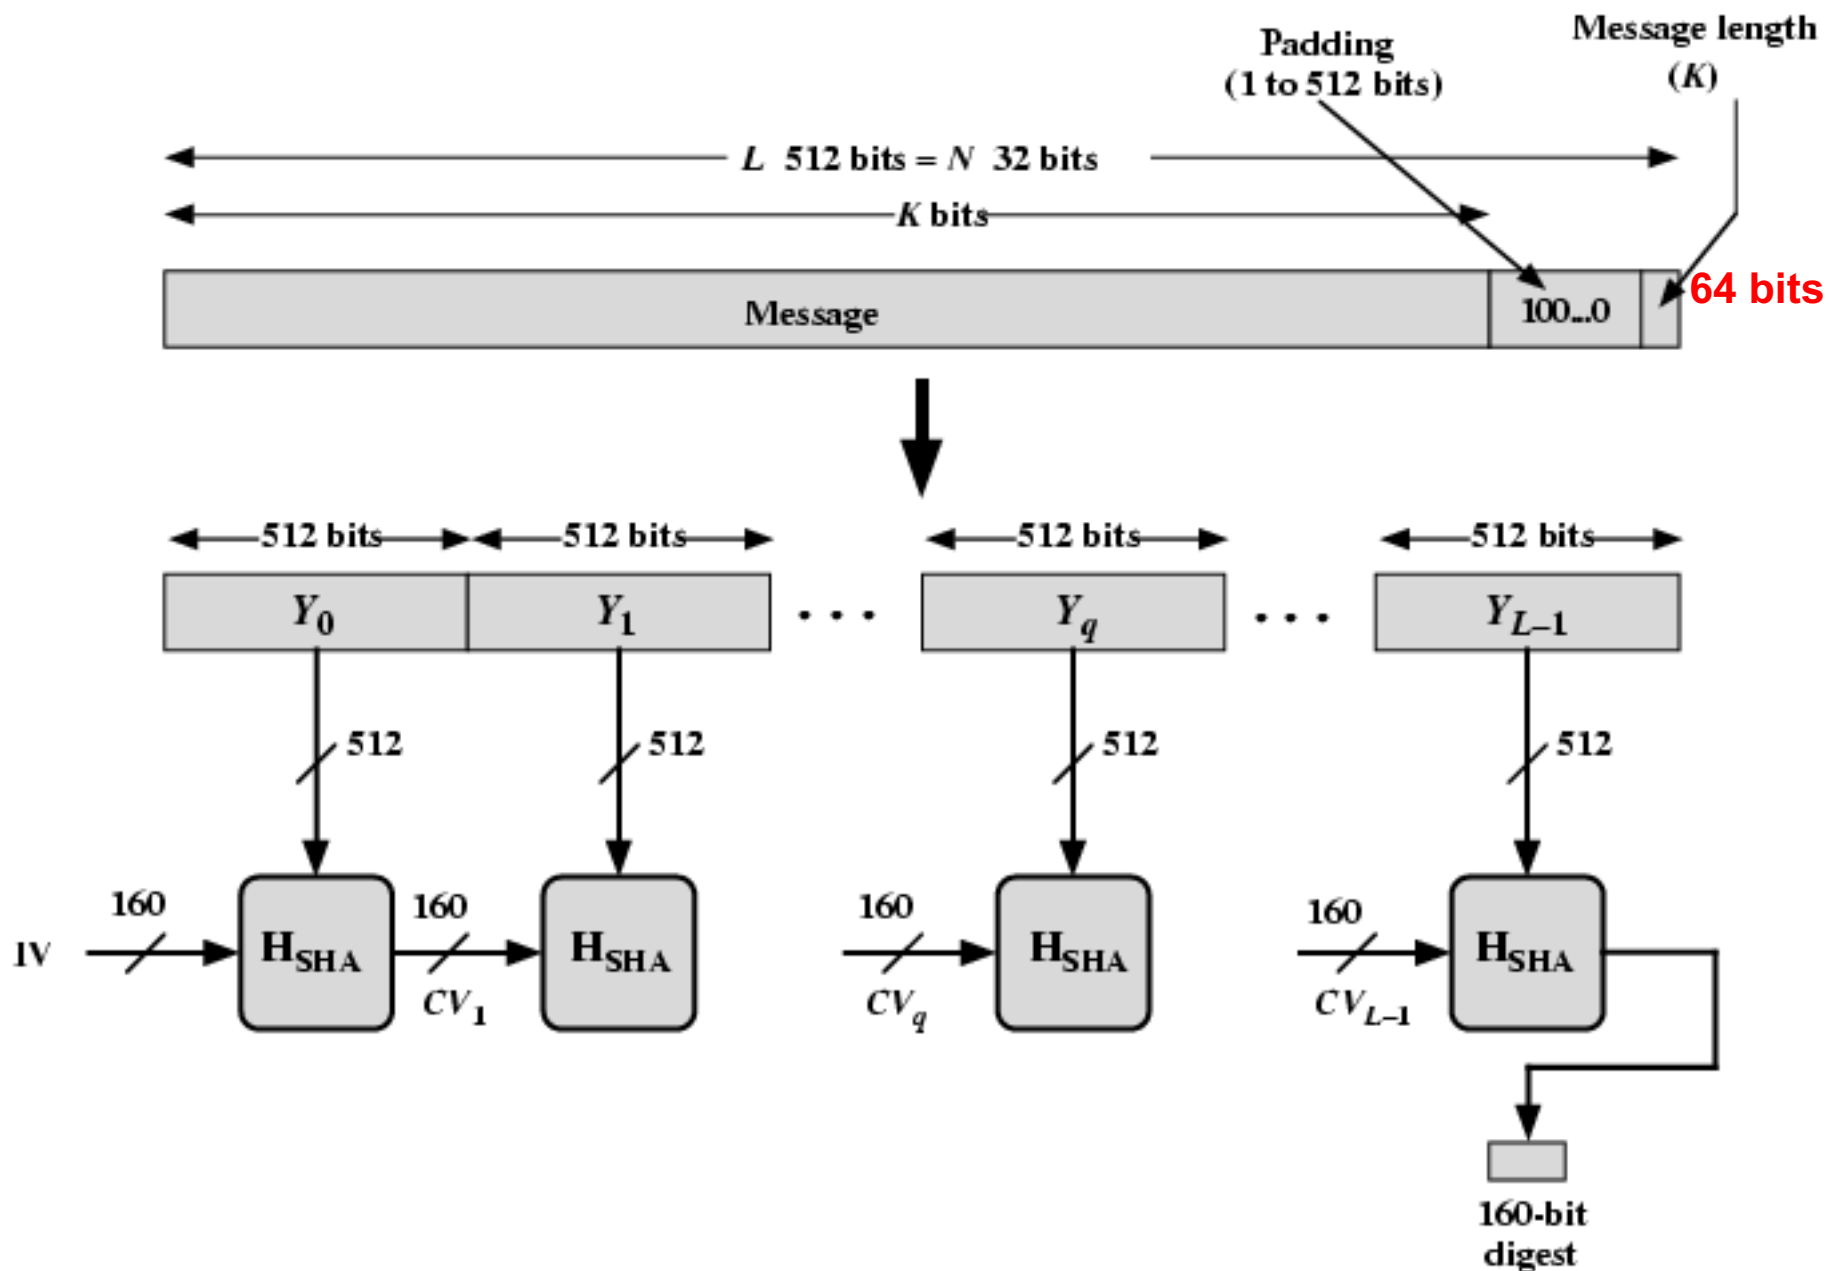 Message length
(K)
Padding
(1 to 512 bits)
L 512 bits = N 32 bits
K bits
Message
100...0
64 bits
512 bits
512 bits
512 bits
512 bits
Y0
Y1
• • •
Yq
• • •
YL–1
512
512
512
512
160
160
160
160
IV
HSHA
HSHA
HSHA
HSHA
CV1
CVq
CVL–1
160-bit
digest